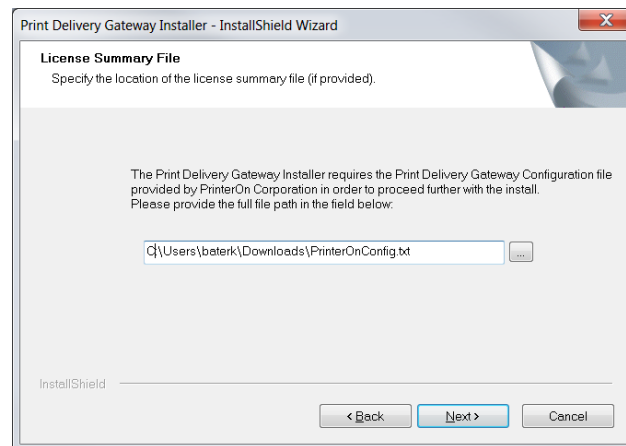 Print Delivery Gateway Installer - InstallShield Wizard
License Summary File
Specify the location of the license summary file (if provided).
The Print Delivery Gateway Installer requires the Print Delivery Gateway Configuration file
provided by PrinterOn Corporation in order to proceed further with the install.
Please provide the full file path in the field below:
C:\Users\baterk\Downloads\PrinterOnConfig.txt
...
InstallShield
< Back
Next >
Cancel